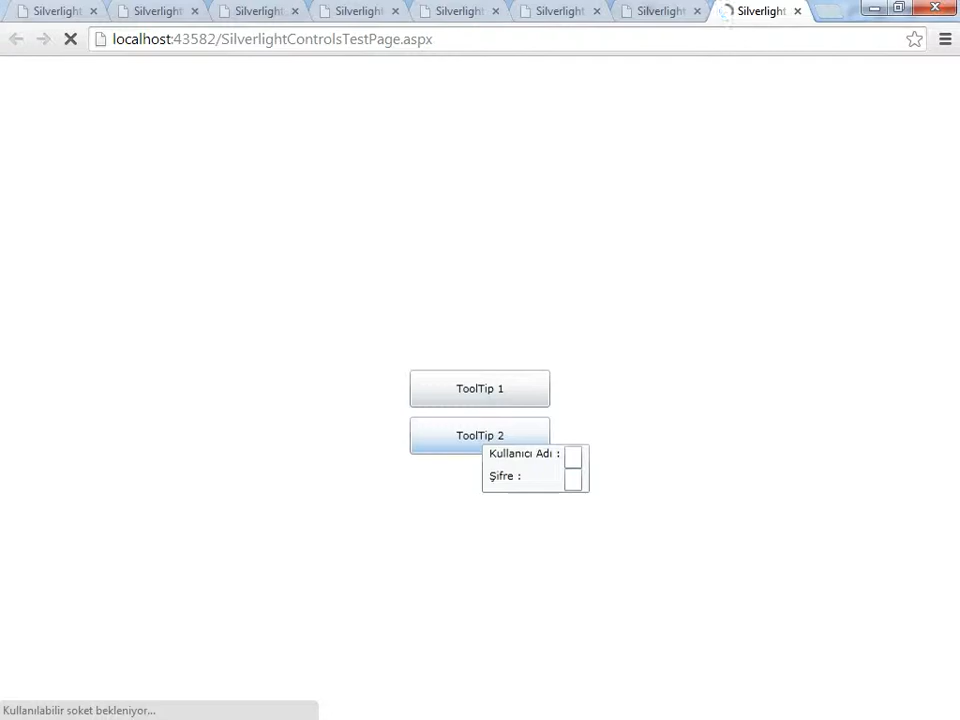 Silverlight Silverlight Silverlight Silverlight Silverlight Silverlight Silverlight Silverlight
localhost:43582/SilverlightControlsTestPage.aspx
ToolTip 1
ToolTip 2
Kullanıcı Adı :
Şifre :
Kullanılabilir soket bekleniyor...